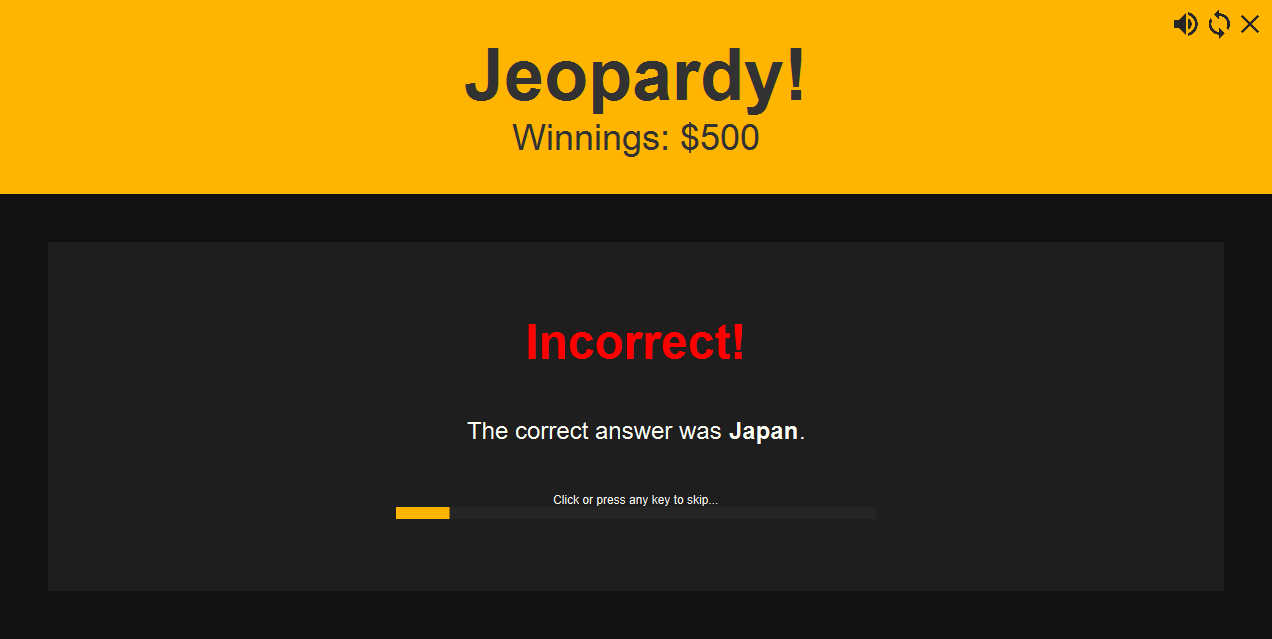 Jeopardy!
Winnings: $500
Incorrect!
The correct answer was Japan.
Click or press any key to skip...